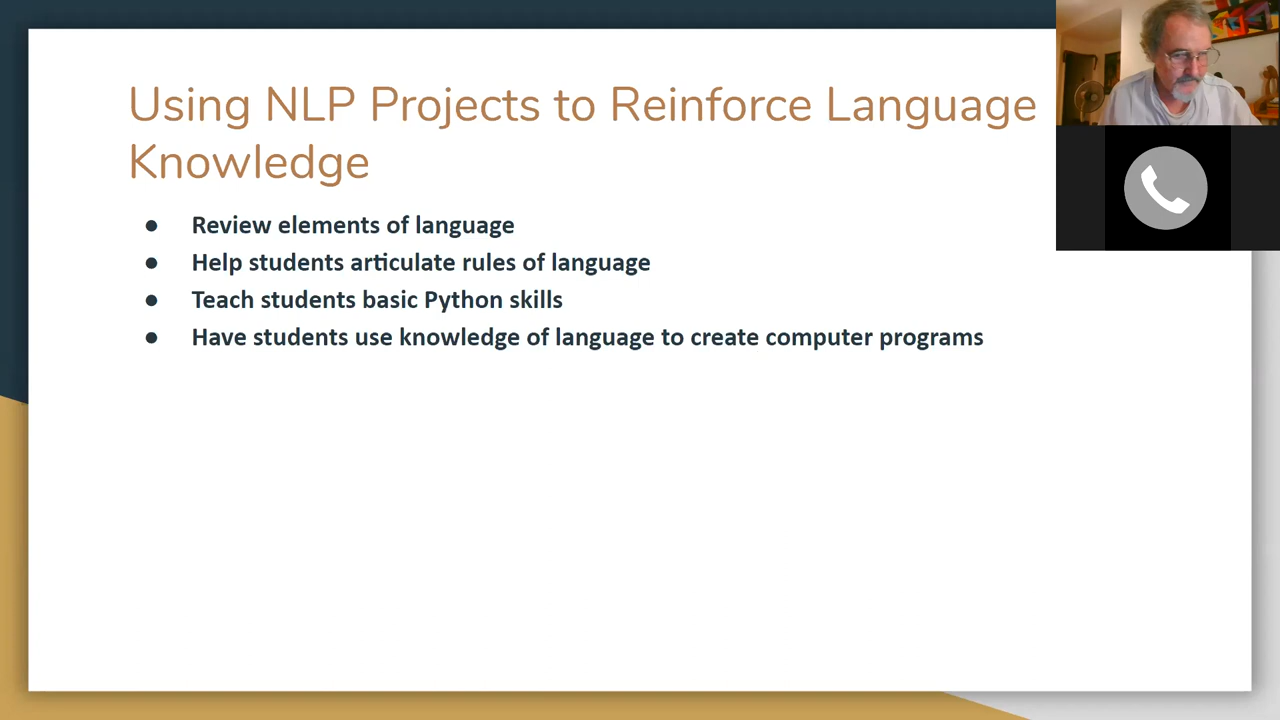 Using NLP Projects to Reinforce Language
Knowledge
● Review elements of language
● Help students articulate rules of language
● Teach students basic Python skills
● Have students use knowledge of language to create computer programs